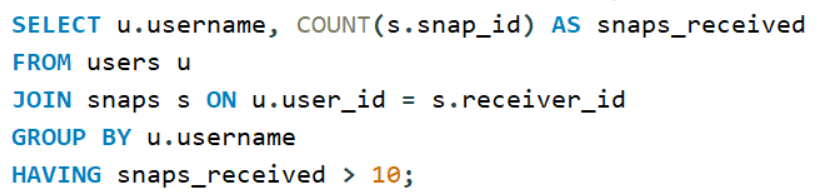 SELECT u.username, COUNT(s.snap_id) AS snaps_received
FROM users u
JOIN snaps s ON u.user_id = s.receiver_id
GROUP BY u.username
HAVING snaps_received > 10;